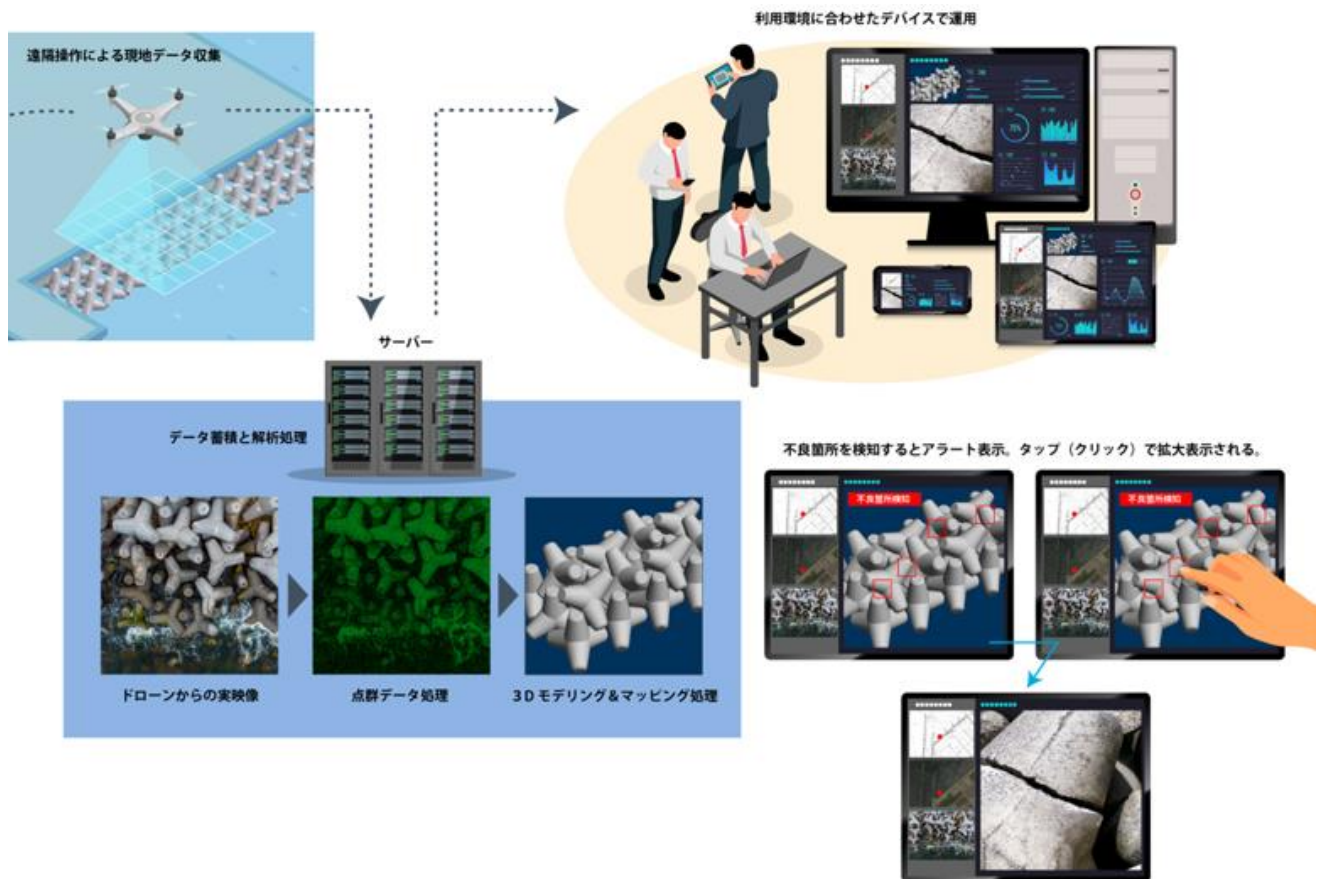 利用環境に合わせたデバイスで運用
遠隔操作による現地データ収集
サーバー
データ蓄積と解析処理
ドローンからの実映像
点群データ処理
3Dモデリング&マッピング処理
不良箇所を検知するとアラート表示。タップ（クリック）で拡大表示される。
不良箇所検知
不良箇所検知